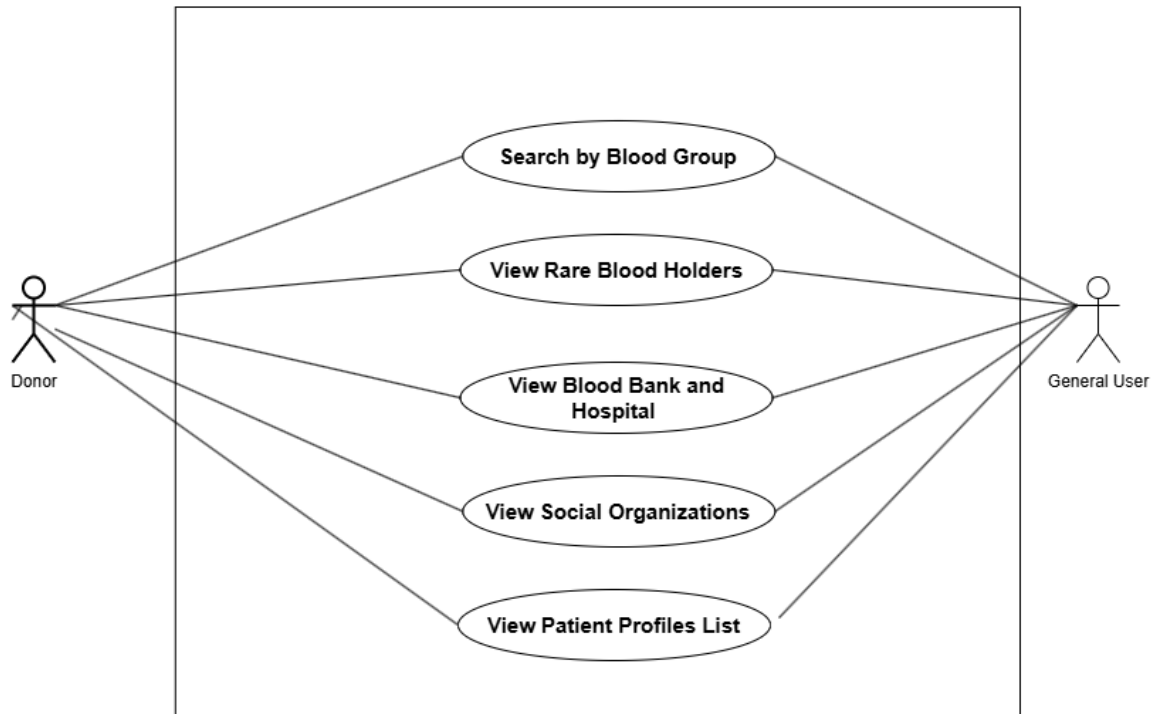 Search by Blood Group
View Rare Blood Holders
Donor
General User
View Blood Bank and
Hospital
View Social Organizations
View Patient Profiles List